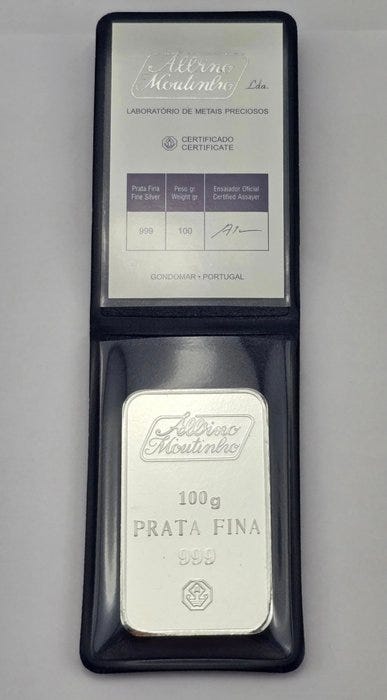 Albino
Moutinho Lda.
LABORATÓRIO DE METAIS PRECIOSOS
CERTIFICADO
CERTIFICATE
Prata Fina Peso gr. Ensaiador Oficial
Fine Silver Weight gr. Certified Assayer
999 100
GONDOMAR • PORTUGAL
Albino
Moutinho
100g
PRATA FINA
999